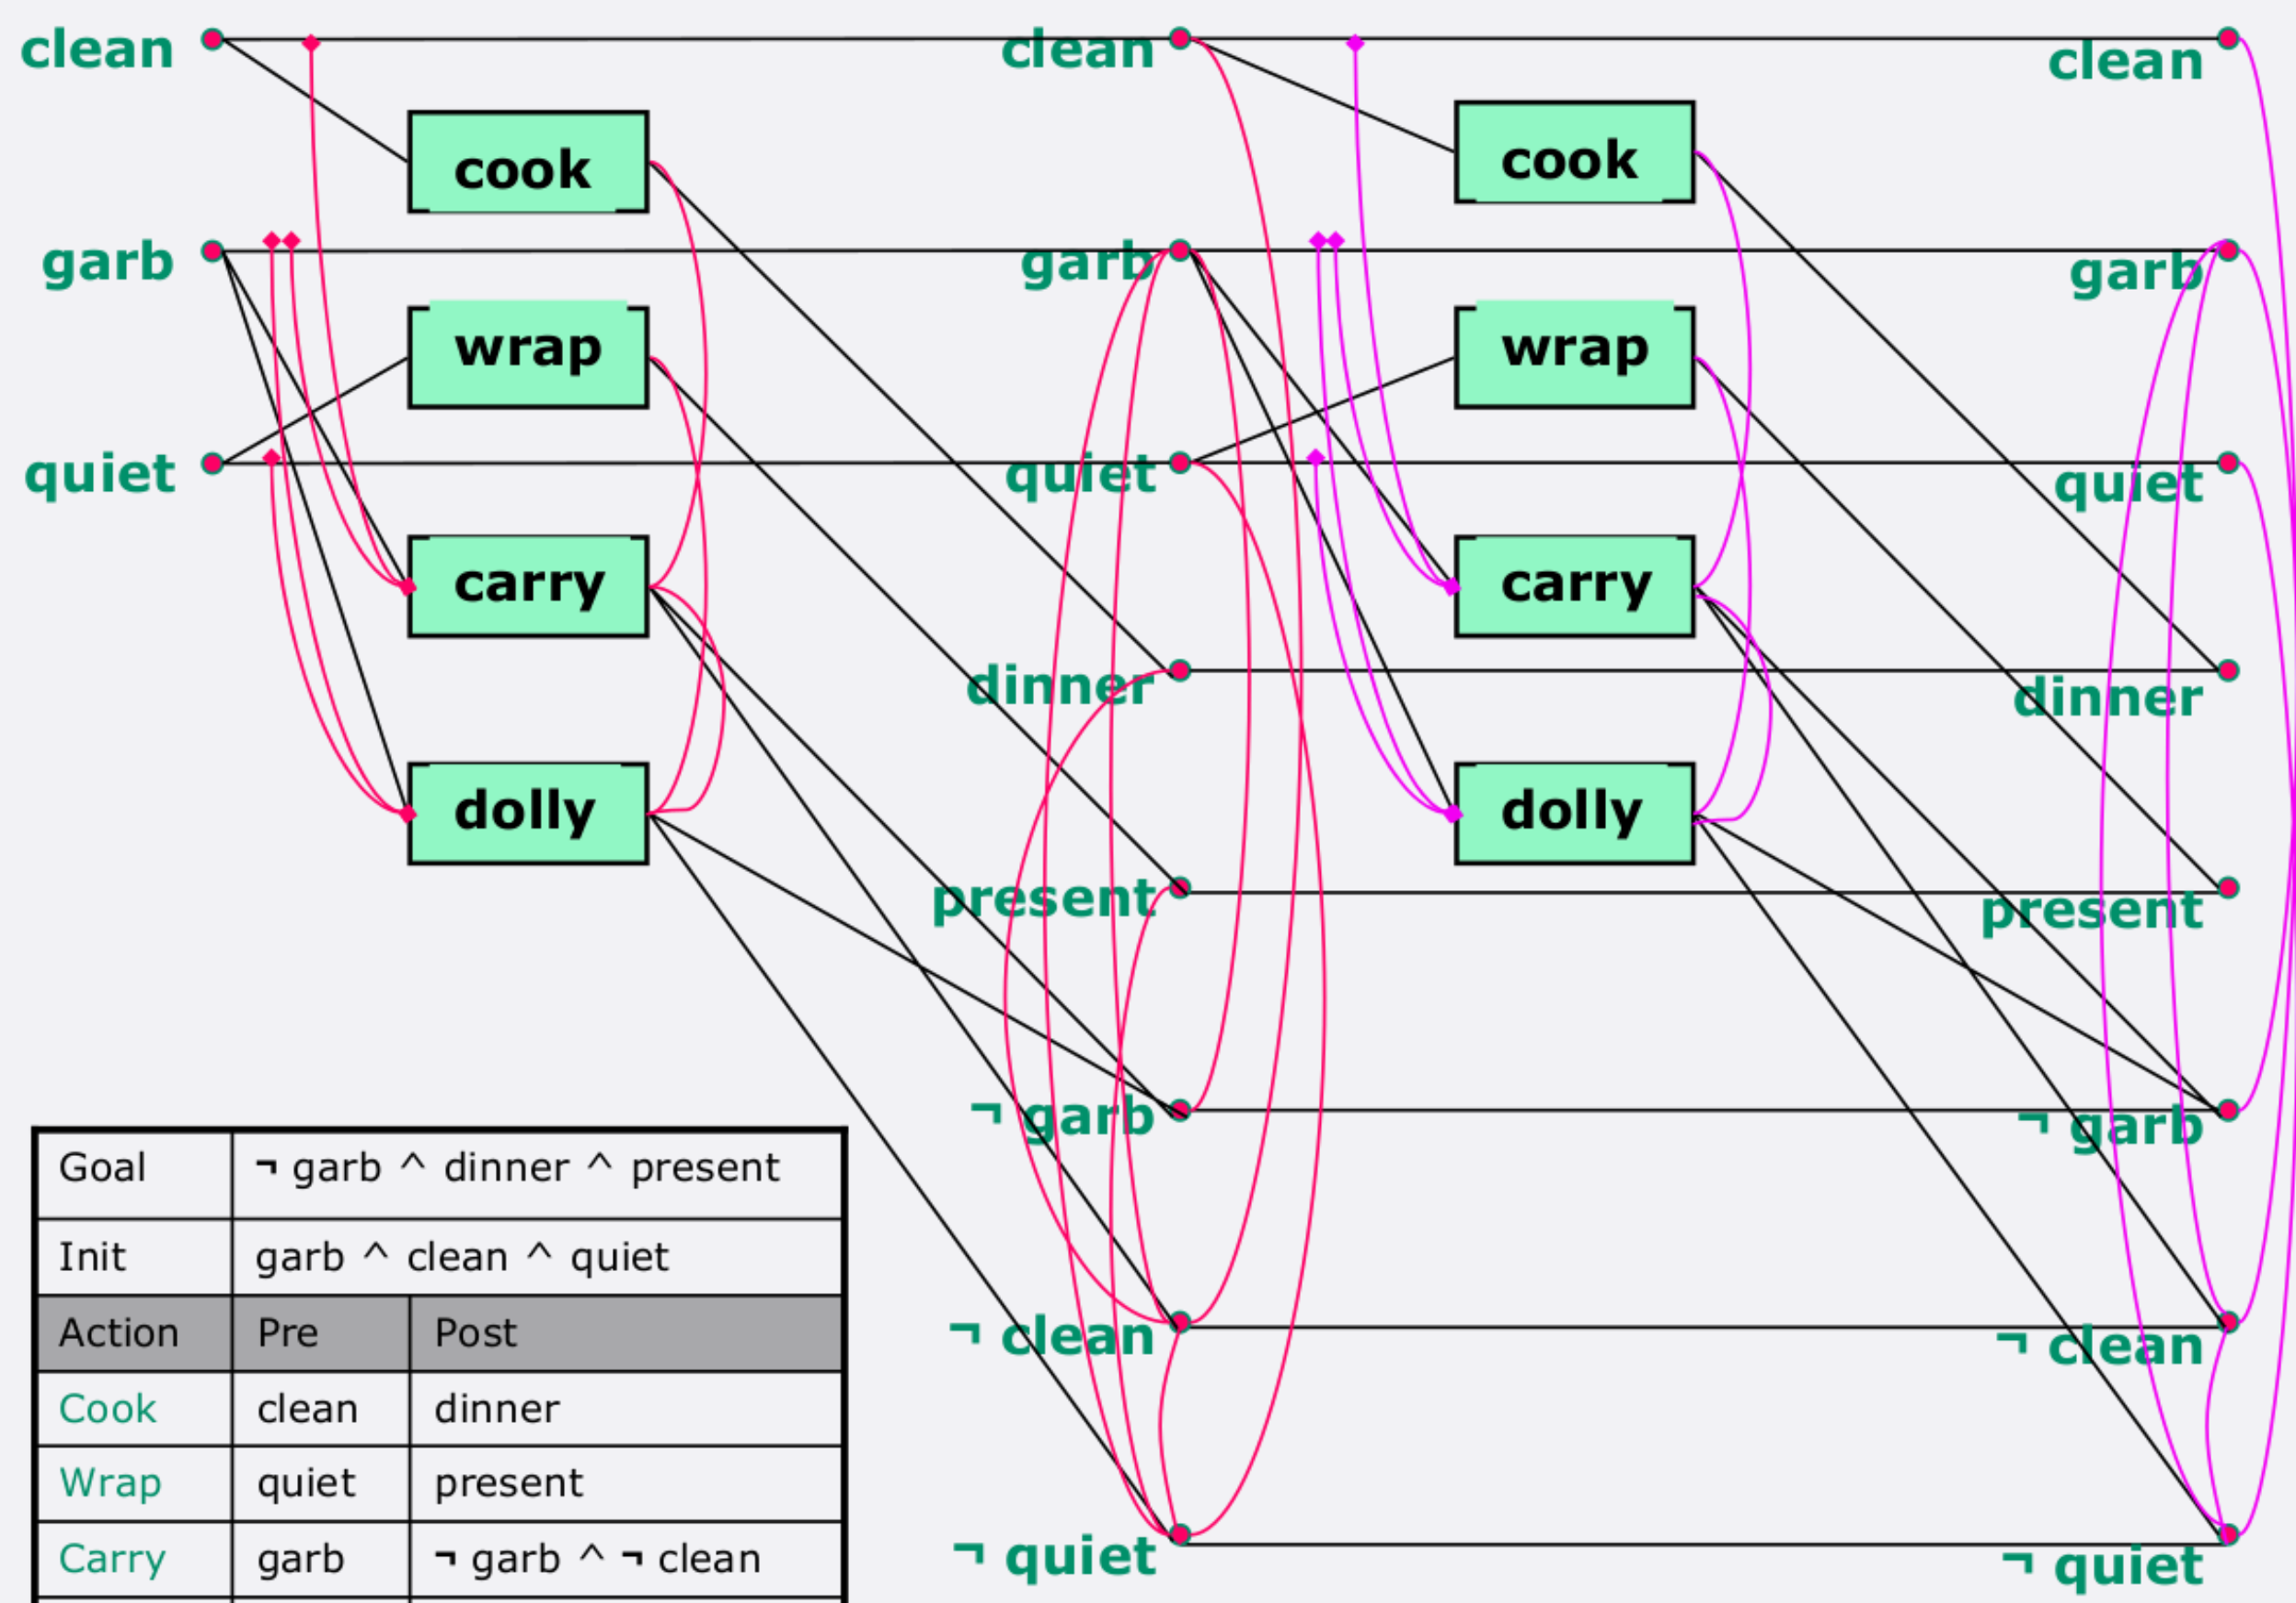 clean clean clean
cook cook
garb garb garb
wrap wrap
quiet quiet quiet
carry carry
dinner dinner
dolly dolly
present present
¬ garb ¬ garb
¬ clean ¬ clean
¬ quiet ¬ quiet
Goal ¬ garb ^ dinner ^ present
Init garb ^ clean ^ quiet
Action Pre Post
Cook clean dinner
Wrap quiet present
Carry garb ¬ garb ^ ¬ clean